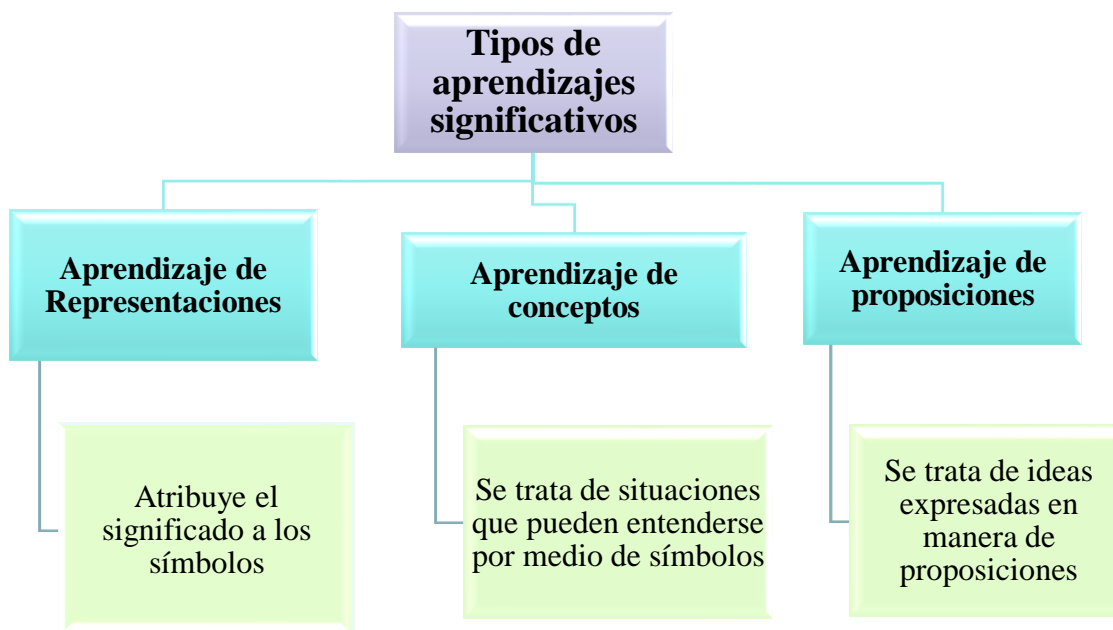 Tipos de
aprendizajes
significativos
Aprendizaje de
Representaciones
Aprendizaje de
conceptos
Aprendizaje de
proposiciones
Atribuye el
significado a los
símbolos
Se trata de situaciones
que pueden entenderse
por medio de símbolos
Se trata de ideas
expresadas en
manera de
proposiciones